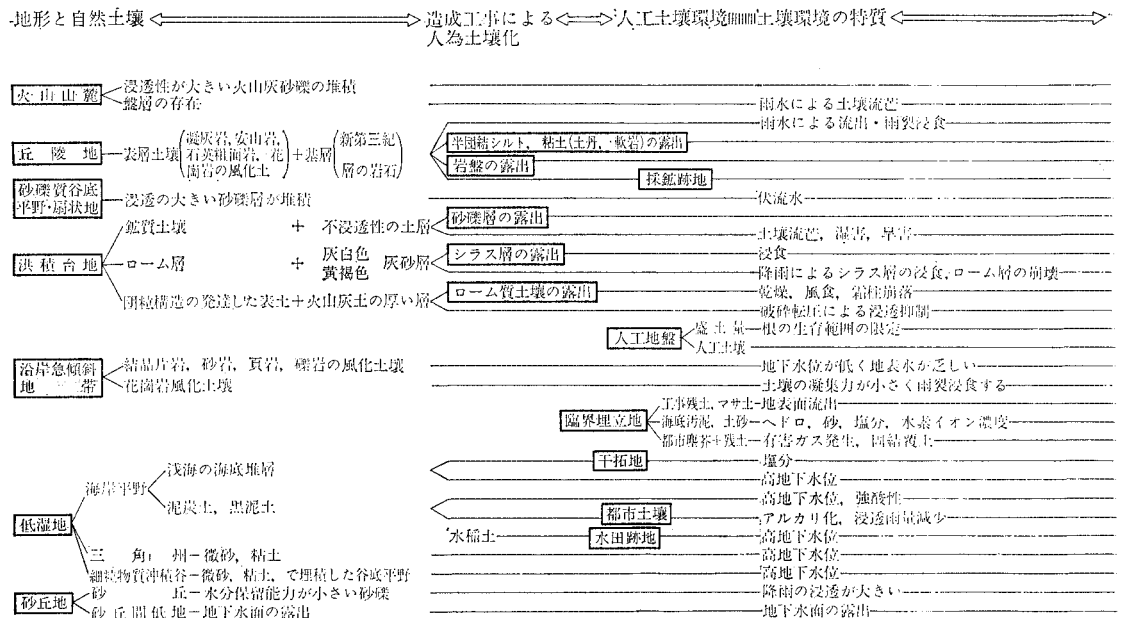 地形と自然土壌 造成工事による 人工土壌環境 土壌環境の特質
人為土壌化
火山山麓 浸透性が大きい火山灰砂礫の堆積
盤層の存在 雨水による土壌流芒
雨水による流出・雨裂浸食
丘陵地 表層土壌(凝灰岩,安山岩,石英粗面岩,花崗岩の風化土)+基層(新第三紀層の岩石) 半固結シルト,粘土(土丹,軟岩)の露出
岩盤の露出
採鉱跡地
砂礫質谷底平野・扇状地 浸透の大きい砂礫層が堆積 伏流水
洪積台地 鉱質土壌 + 不浸透性の土層 砂礫層の露出
土壌流芒,湿害,旱害
ローム層 + 灰白色 黄褐色 灰砂層 シラス層の露出 浸食
降雨によるシラス層の浸食,ローム層の崩壊
団粒構造の発達した表土+火山灰土の厚い層 ローム質土壌の露出 乾燥,風食,霜柱崩落
破砕転圧による浸透抑制
人工地盤 盛土量 根の生存範囲の限定
人工土壌
沿岸急傾斜地帯 結晶片岩,砂岩,頁岩,礫岩の風化土壌 地下水位が低く地表水が乏しい
花崗岩風化土壌 土壌の凝集力が小さく雨裂浸食する
臨界埋立地 工事残土,マサ土 地表面流出
海底汚泥,土砂 ヘドロ,砂,塩分,水素イオン濃度
都市塵芥+残土 有害ガス発生,固結覆土
干拓地 塩分
高地下水位
低湿地 海岸平野 浅海の海底堆層
泥炭土,黒泥土 高地下水位,強酸性
都市土壌 アルカリ化,浸透雨量減少
水稲土 水田跡地 高地下水位
三角州-微砂,粘土 高地下水位
細粒物質沖積谷-微砂,粘土,で埋積した谷底平野 高地下水位
砂丘地 砂丘-水分保留能力が小さい砂礫 降雨の浸透が大きい
砂丘間低地-地下水面の露出 地下水面の露出